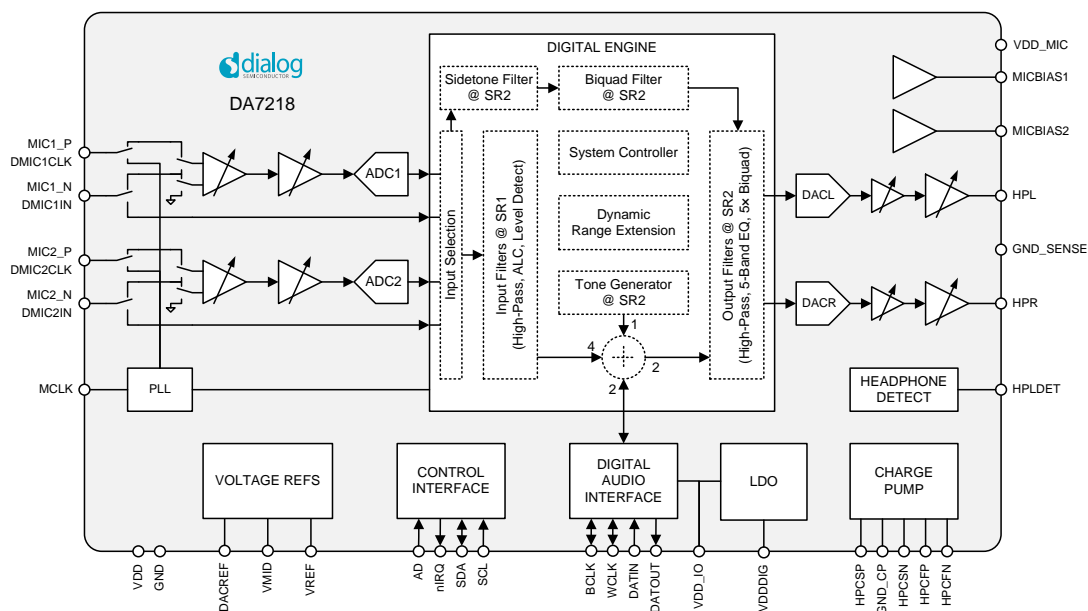 DIGITAL ENGINE
dialog
SEMICONDUCTOR
DA7218
Sidetone Filter
@ SR2
Biquad Filter
@ SR2
System Controller
Dynamic
Range Extension
Tone Generator
@ SR2
Input Selection
Input Filters @ SR1
(High-Pass, ALC, Level Detect)
Output Filters @ SR2
(High-Pass, 5-Band EQ, 5x Biquad)
1
4
2
2
MIC1_P
DMIC1CLK
MIC1_N
DMIC1IN
MIC2_P
DMIC2CLK
MIC2_N
DMIC2IN
MCLK
ADC1
ADC2
PLL
DACL
DACR
VDD_MIC
MICBIAS1
MICBIAS2
HPL
GND_SENSE
HPR
HPLDET
HEADPHONE
DETECT
VOLTAGE REFS
CONTROL
INTERFACE
DIGITAL
AUDIO
INTERFACE
LDO
CHARGE
PUMP
VDD
GND
DACREF
VMID
VREF
AD
nIRQ
SDA
SCL
BCLK
WCLK
DATIN
DATOUT
VDD_IO
VDDDIG
HPCSP
GND_CP
HPCSN
HPCFP
HPCFN